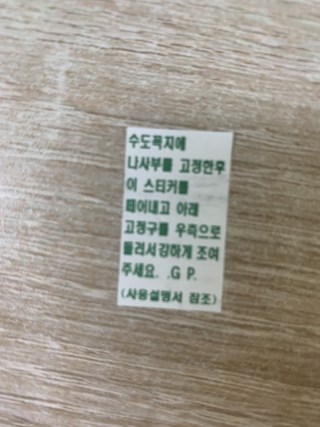 수도꼭지에
나사부를 고정한후
이 스티커를
떼어내고 아래
고정구를 우측으로
돌려서 강하게 조여
주세요. .G P.
(사용설명서 참조)